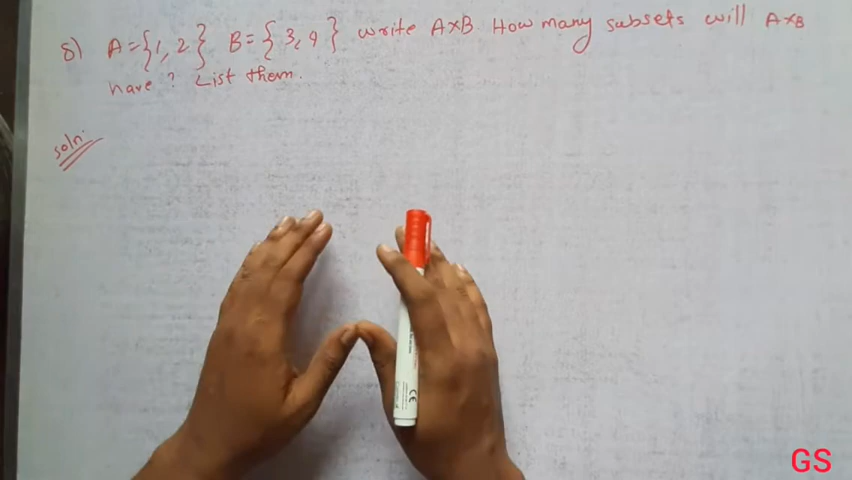 8) A={1,2} B={3,4} write A×B. How many subsets will A×B
have? List them.
Soln:
GS